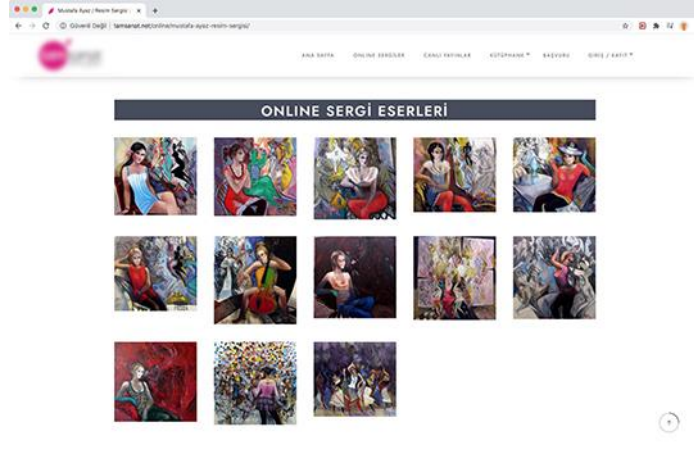 Mustafa Ayaz | Resim Sergisi
Güvenli Değil | tamsanat.net/online/mustafa-ayaz-resim-sergisi/
ANA SAYFA ONLINE SERGİLER CANLI YAYINLAR KÜTÜPHANE BAŞVURU GİRİŞ / KAYIT
ONLINE SERGİ ESERLERİ